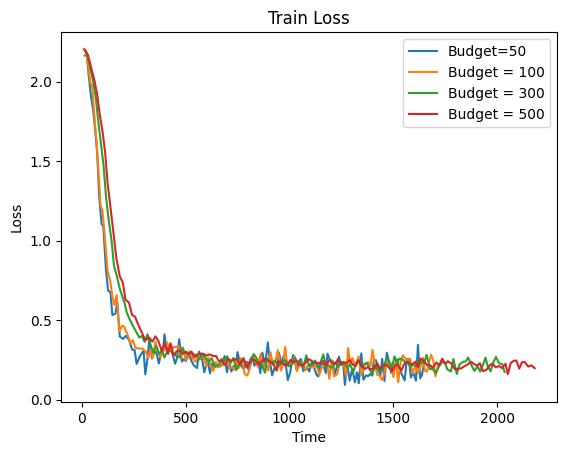 Train Loss
Budget=50
Budget = 100
Budget = 300
Budget = 500
Loss
2.0
1.5
1.0
0.5
0.0
0
500
1000
1500
2000
Time